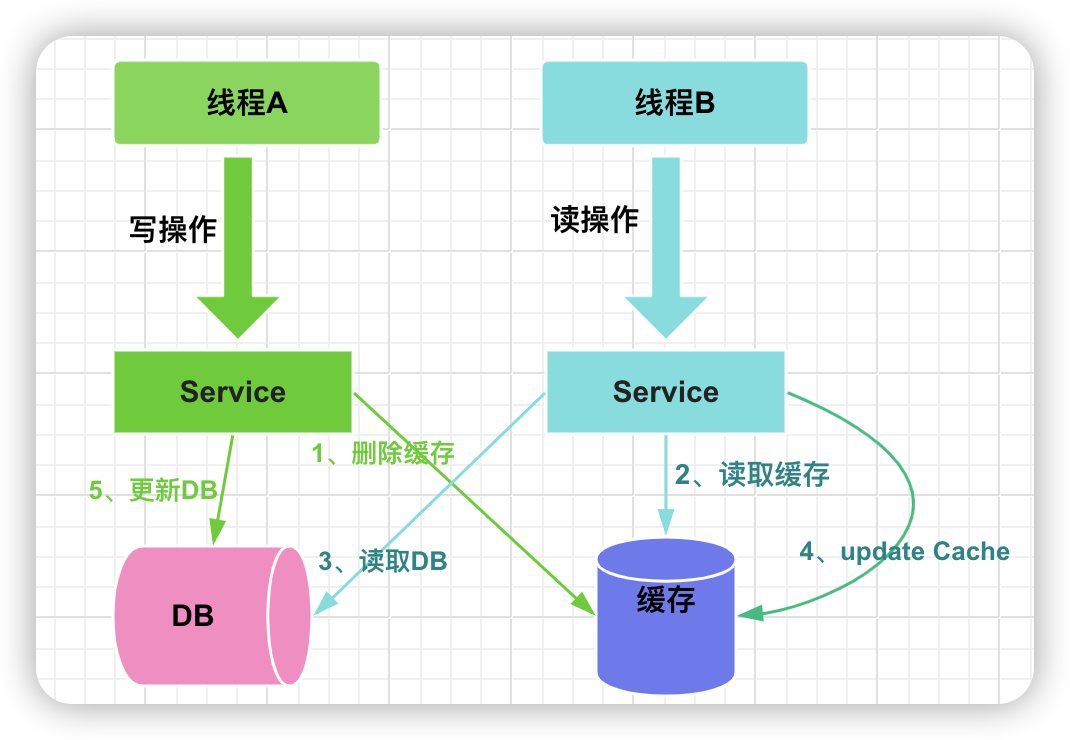 线程A
线程B
写操作
读操作
Service
Service
1、删除缓存
2、读取缓存
5、更新DB
3、读取DB
4、update Cache
DB
缓存